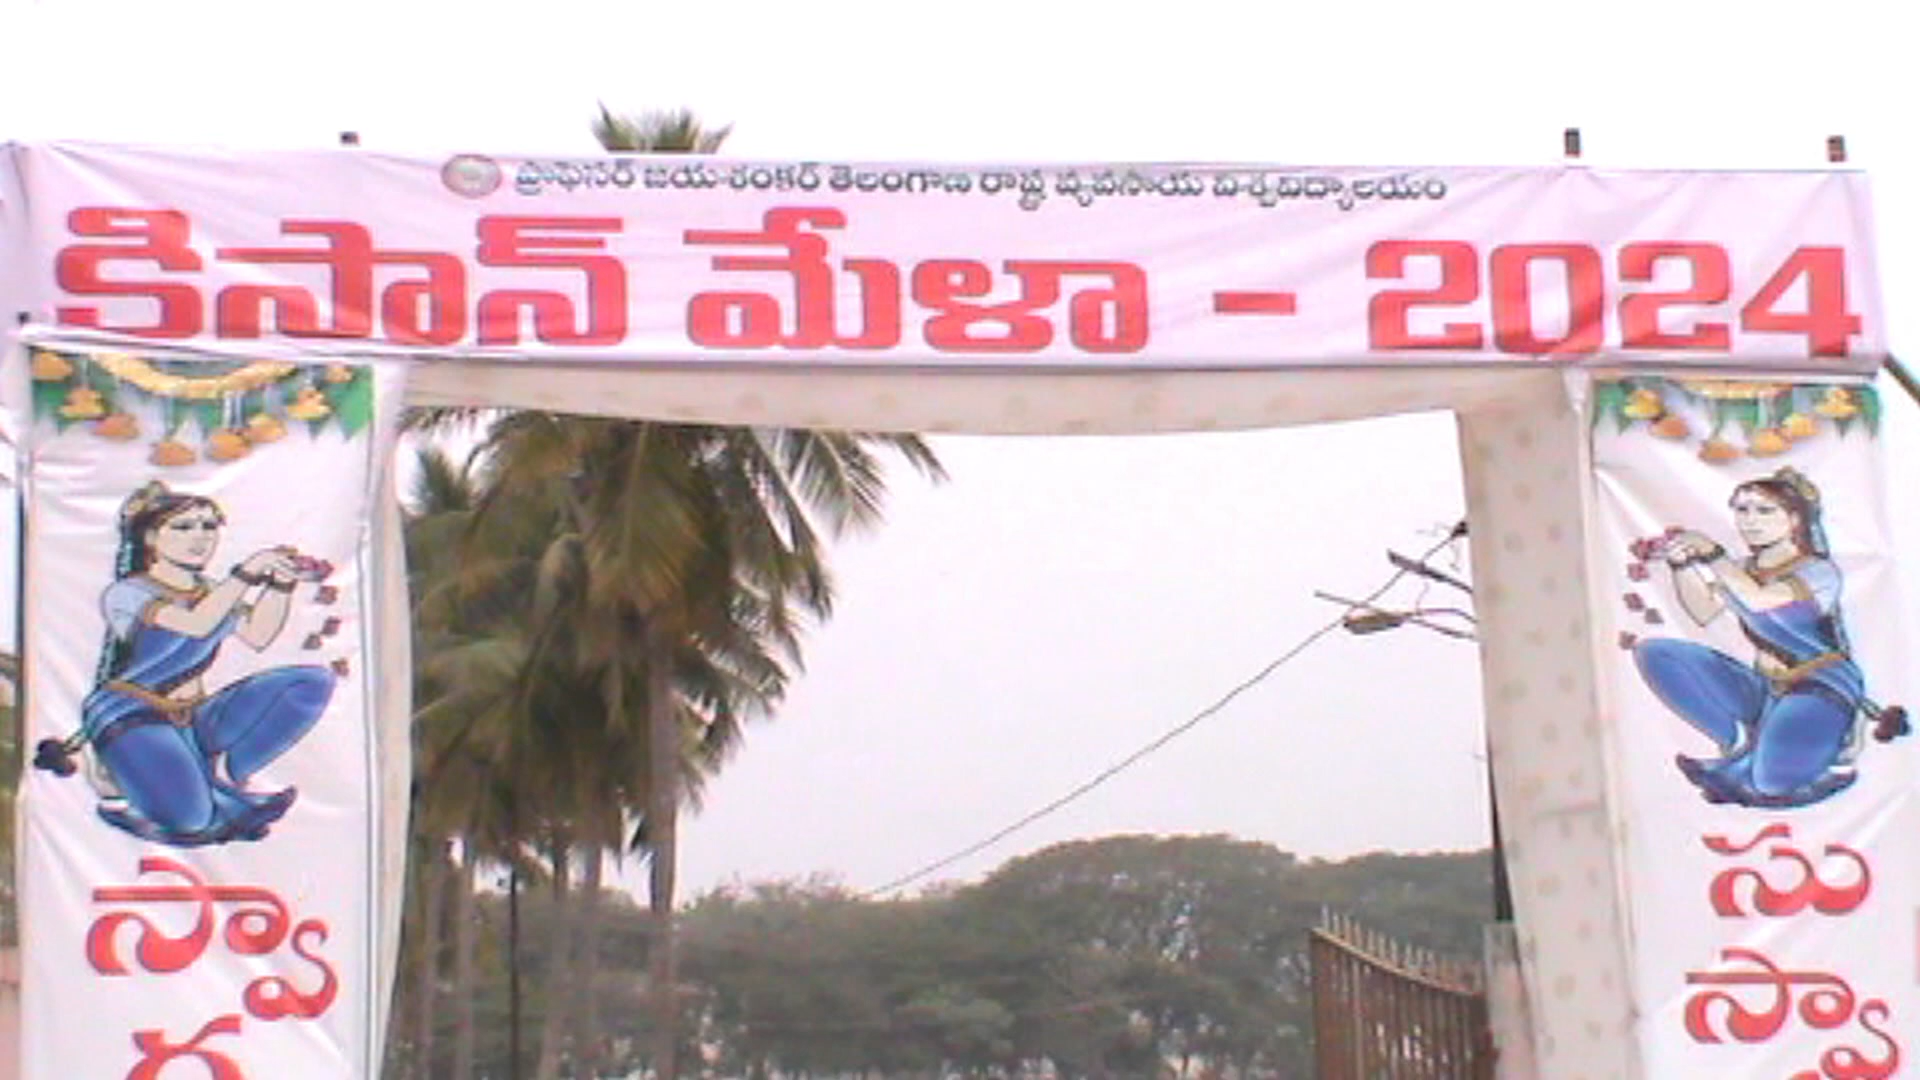 ప్రొఫెసర్ జయశంకర్ తెలంగాణ రాష్ట్ర వ్యవసాయ విశ్వవిద్యాలయం
కిసాన్ మేళా - 2024
స్వా
గ
సు
స్వా